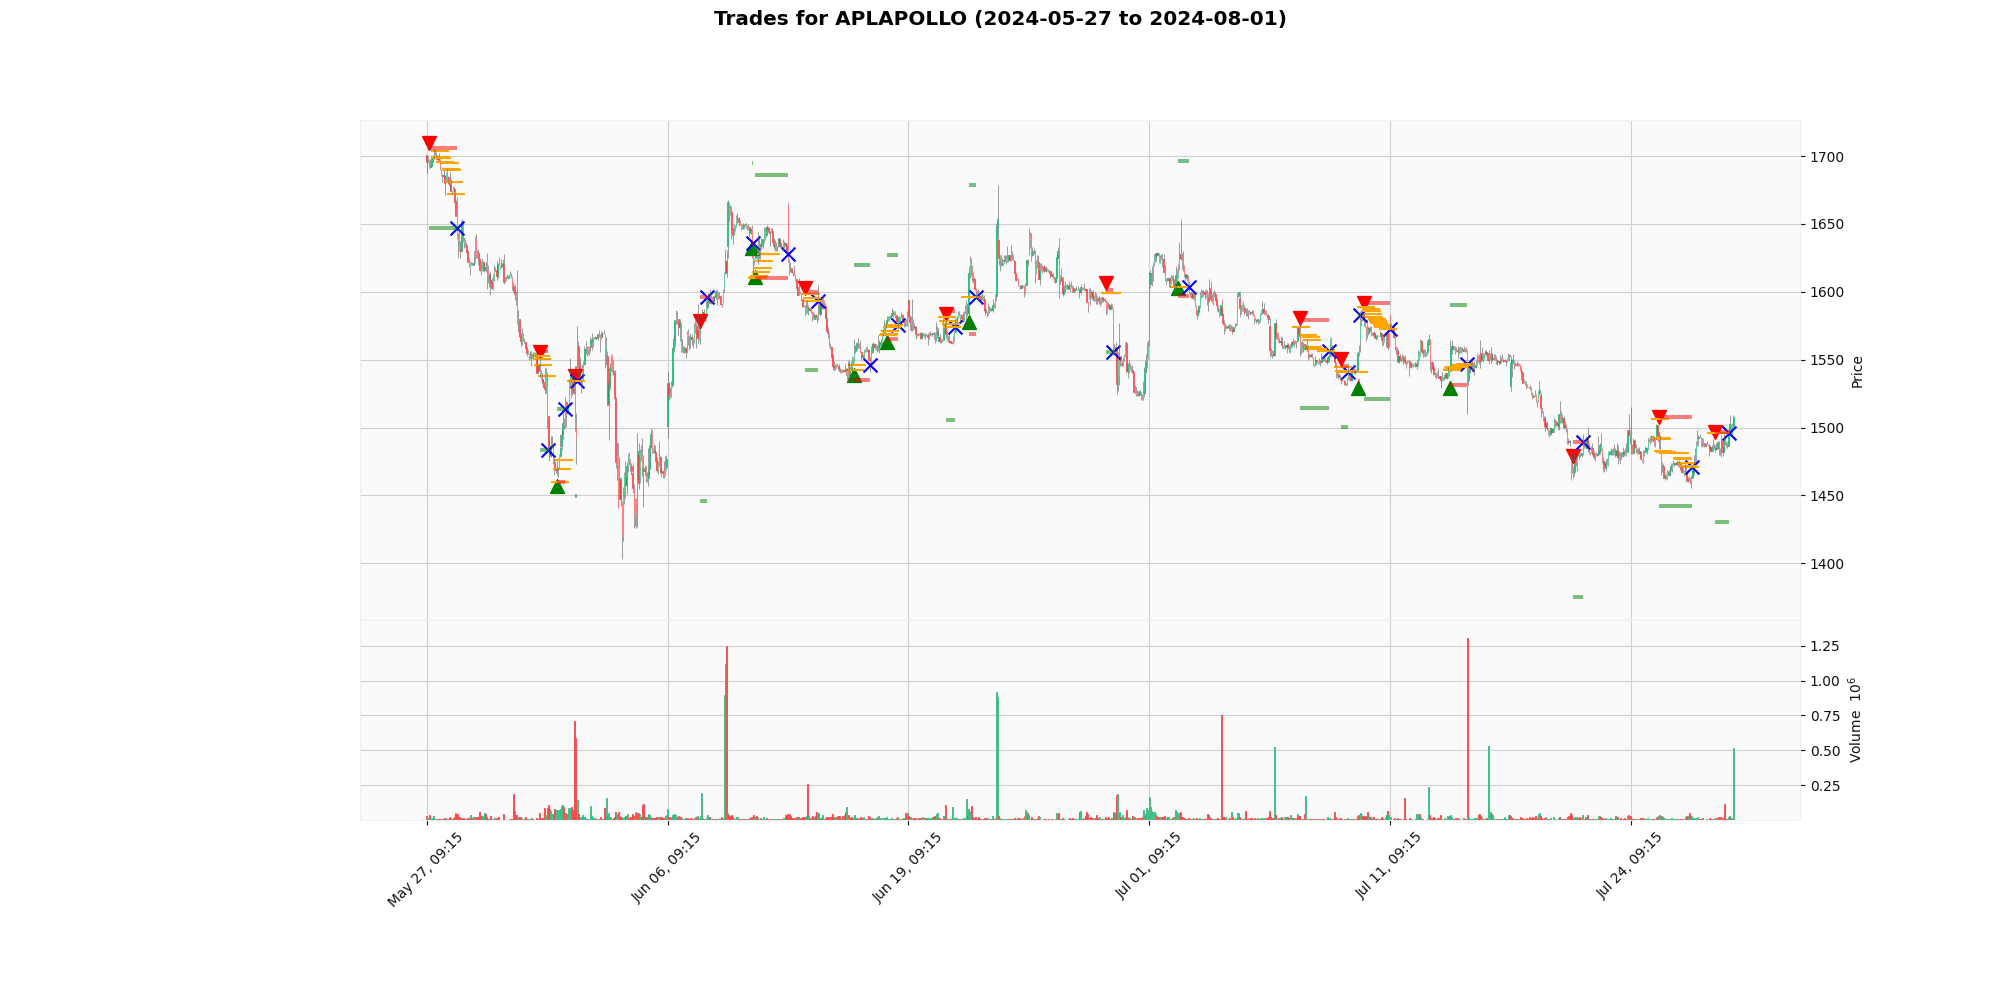 Trades for APLAPOLLO (2024-05-27 to 2024-08-01)
1700
1650
1600
1550
1500
1450
1400
Price
1.25
1.00
0.75
0.50
0.25
Volume 10^6
May 27, 09:15
Jun 06, 09:15
Jun 19, 09:15
Jul 01, 09:15
Jul 11, 09:15
Jul 24, 09:15